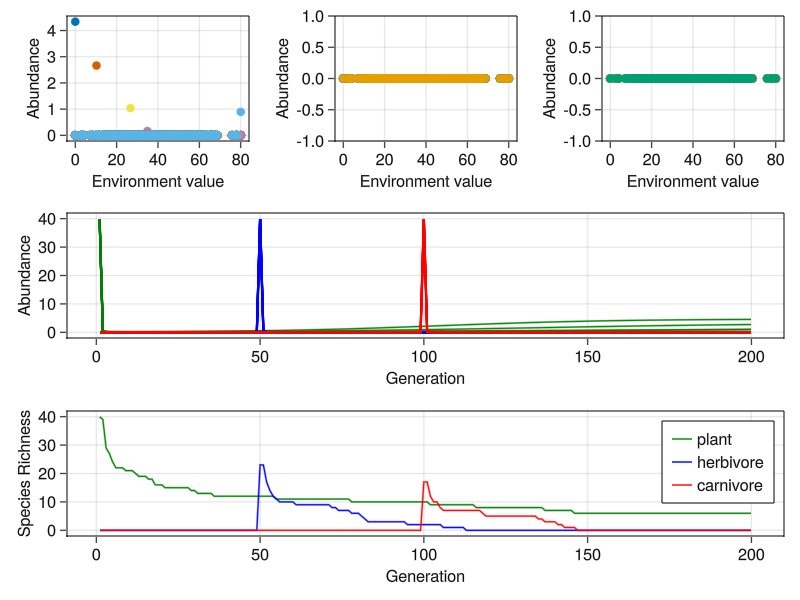 4
3
2
1
0
Abundance
0 20 40 60 80
Environment value
1.0
0.5
0.0
-0.5
-1.0
Abundance
0 20 40 60 80
Environment value
1.0
0.5
0.0
-0.5
-1.0
Abundance
0 20 40 60 80
Environment value
40
30
20
10
0
Abundance
0 50 100 150 200
Generation
40
30
20
10
0
Species Richness
plant
herbivore
carnivore
0 50 100 150 200
Generation